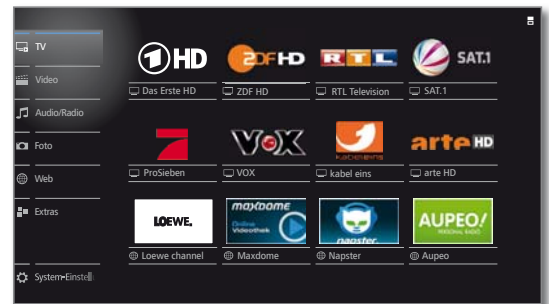 TV
Video
Audio/Radio
Foto
Web
Extras
System-Einstell
1 HD
ZDF HD
RTL
SAT.1
Das Erste HD
ZDF HD
RTL Television
SAT.1
7
VOX
kabel eins
arte HD
ProSieben
VOX
kabel eins
arte HD
LOEWE.
maxdome
Online
Videothek
napster.
AUPEO!
PERSONAL RADIO
Loewe channel
Maxdome
Napster
Aupeo